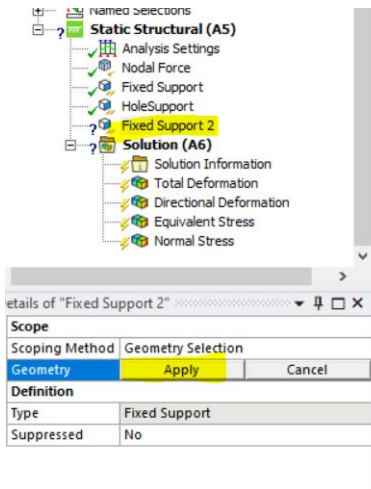 Named Selections
Static Structural (A5)
Analysis Settings
Nodal Force
Fixed Support
HoleSupport
? Fixed Support 2
? Solution (A6)
Solution Information
Total Deformation
Directional Deformation
Equivalent Stress
Normal Stress
etails of "Fixed Support 2"
Scope
Scoping Method Geometry Selection
Geometry Apply Cancel
Definition
Type Fixed Support
Suppressed No